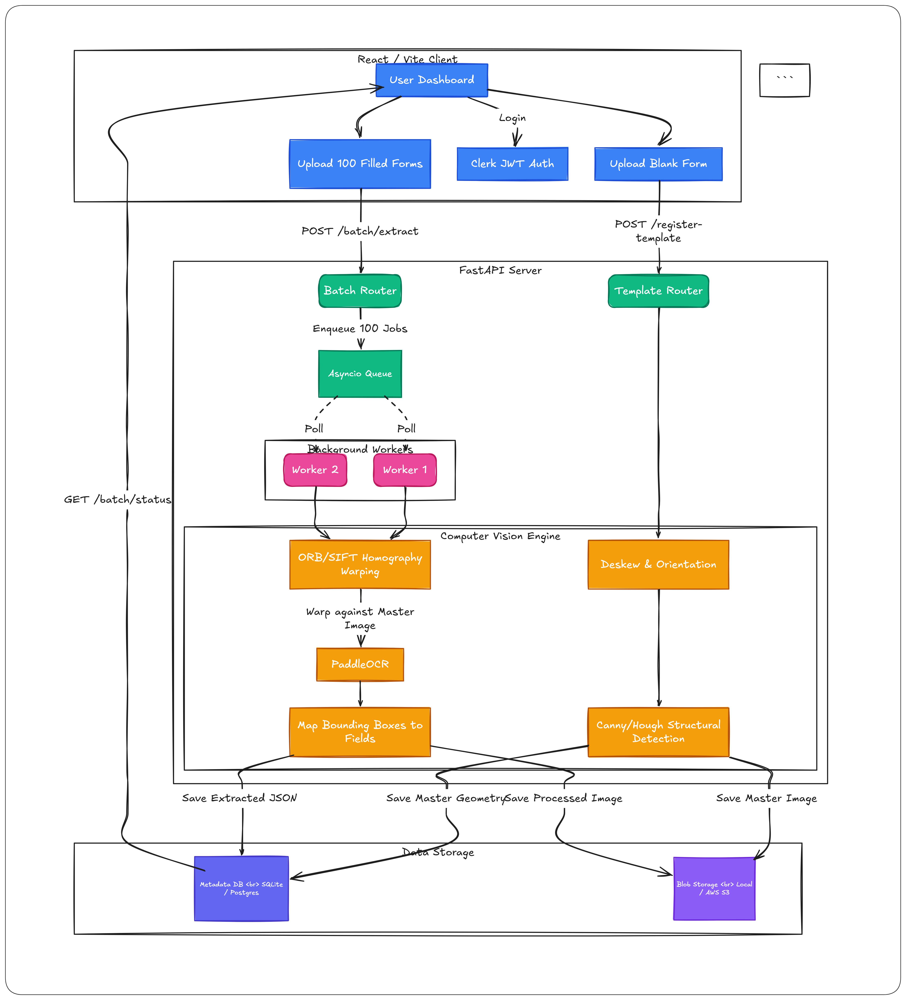 React / Vite Client
User Dashboard
```
Login
Upload 100 Filled Forms
Clerk JWT Auth
Upload Blank Form
POST /batch/extract
POST /register-
template
FastAPI Server
Batch Router
Template Router
Enqueue 100 Jobs
Asyncio Queue
Poll
Poll
Background Workers
Worker 2
Worker 1
GET /batch/status
Computer Vision Engine
ORB/SIFT Homography
Warping
Deskew & Orientation
Warp against Master
Image
PaddleOCR
Map Bounding Boxes to
Fields
Canny/Hough Structural
Detection
Save Extracted JSON
Save Master Geometry
Save Processed Image
Save Master Image
Data Storage
Metadata DB <br> SQLite
/ Postgres
Blob Storage <br> Local
/ AWS S3